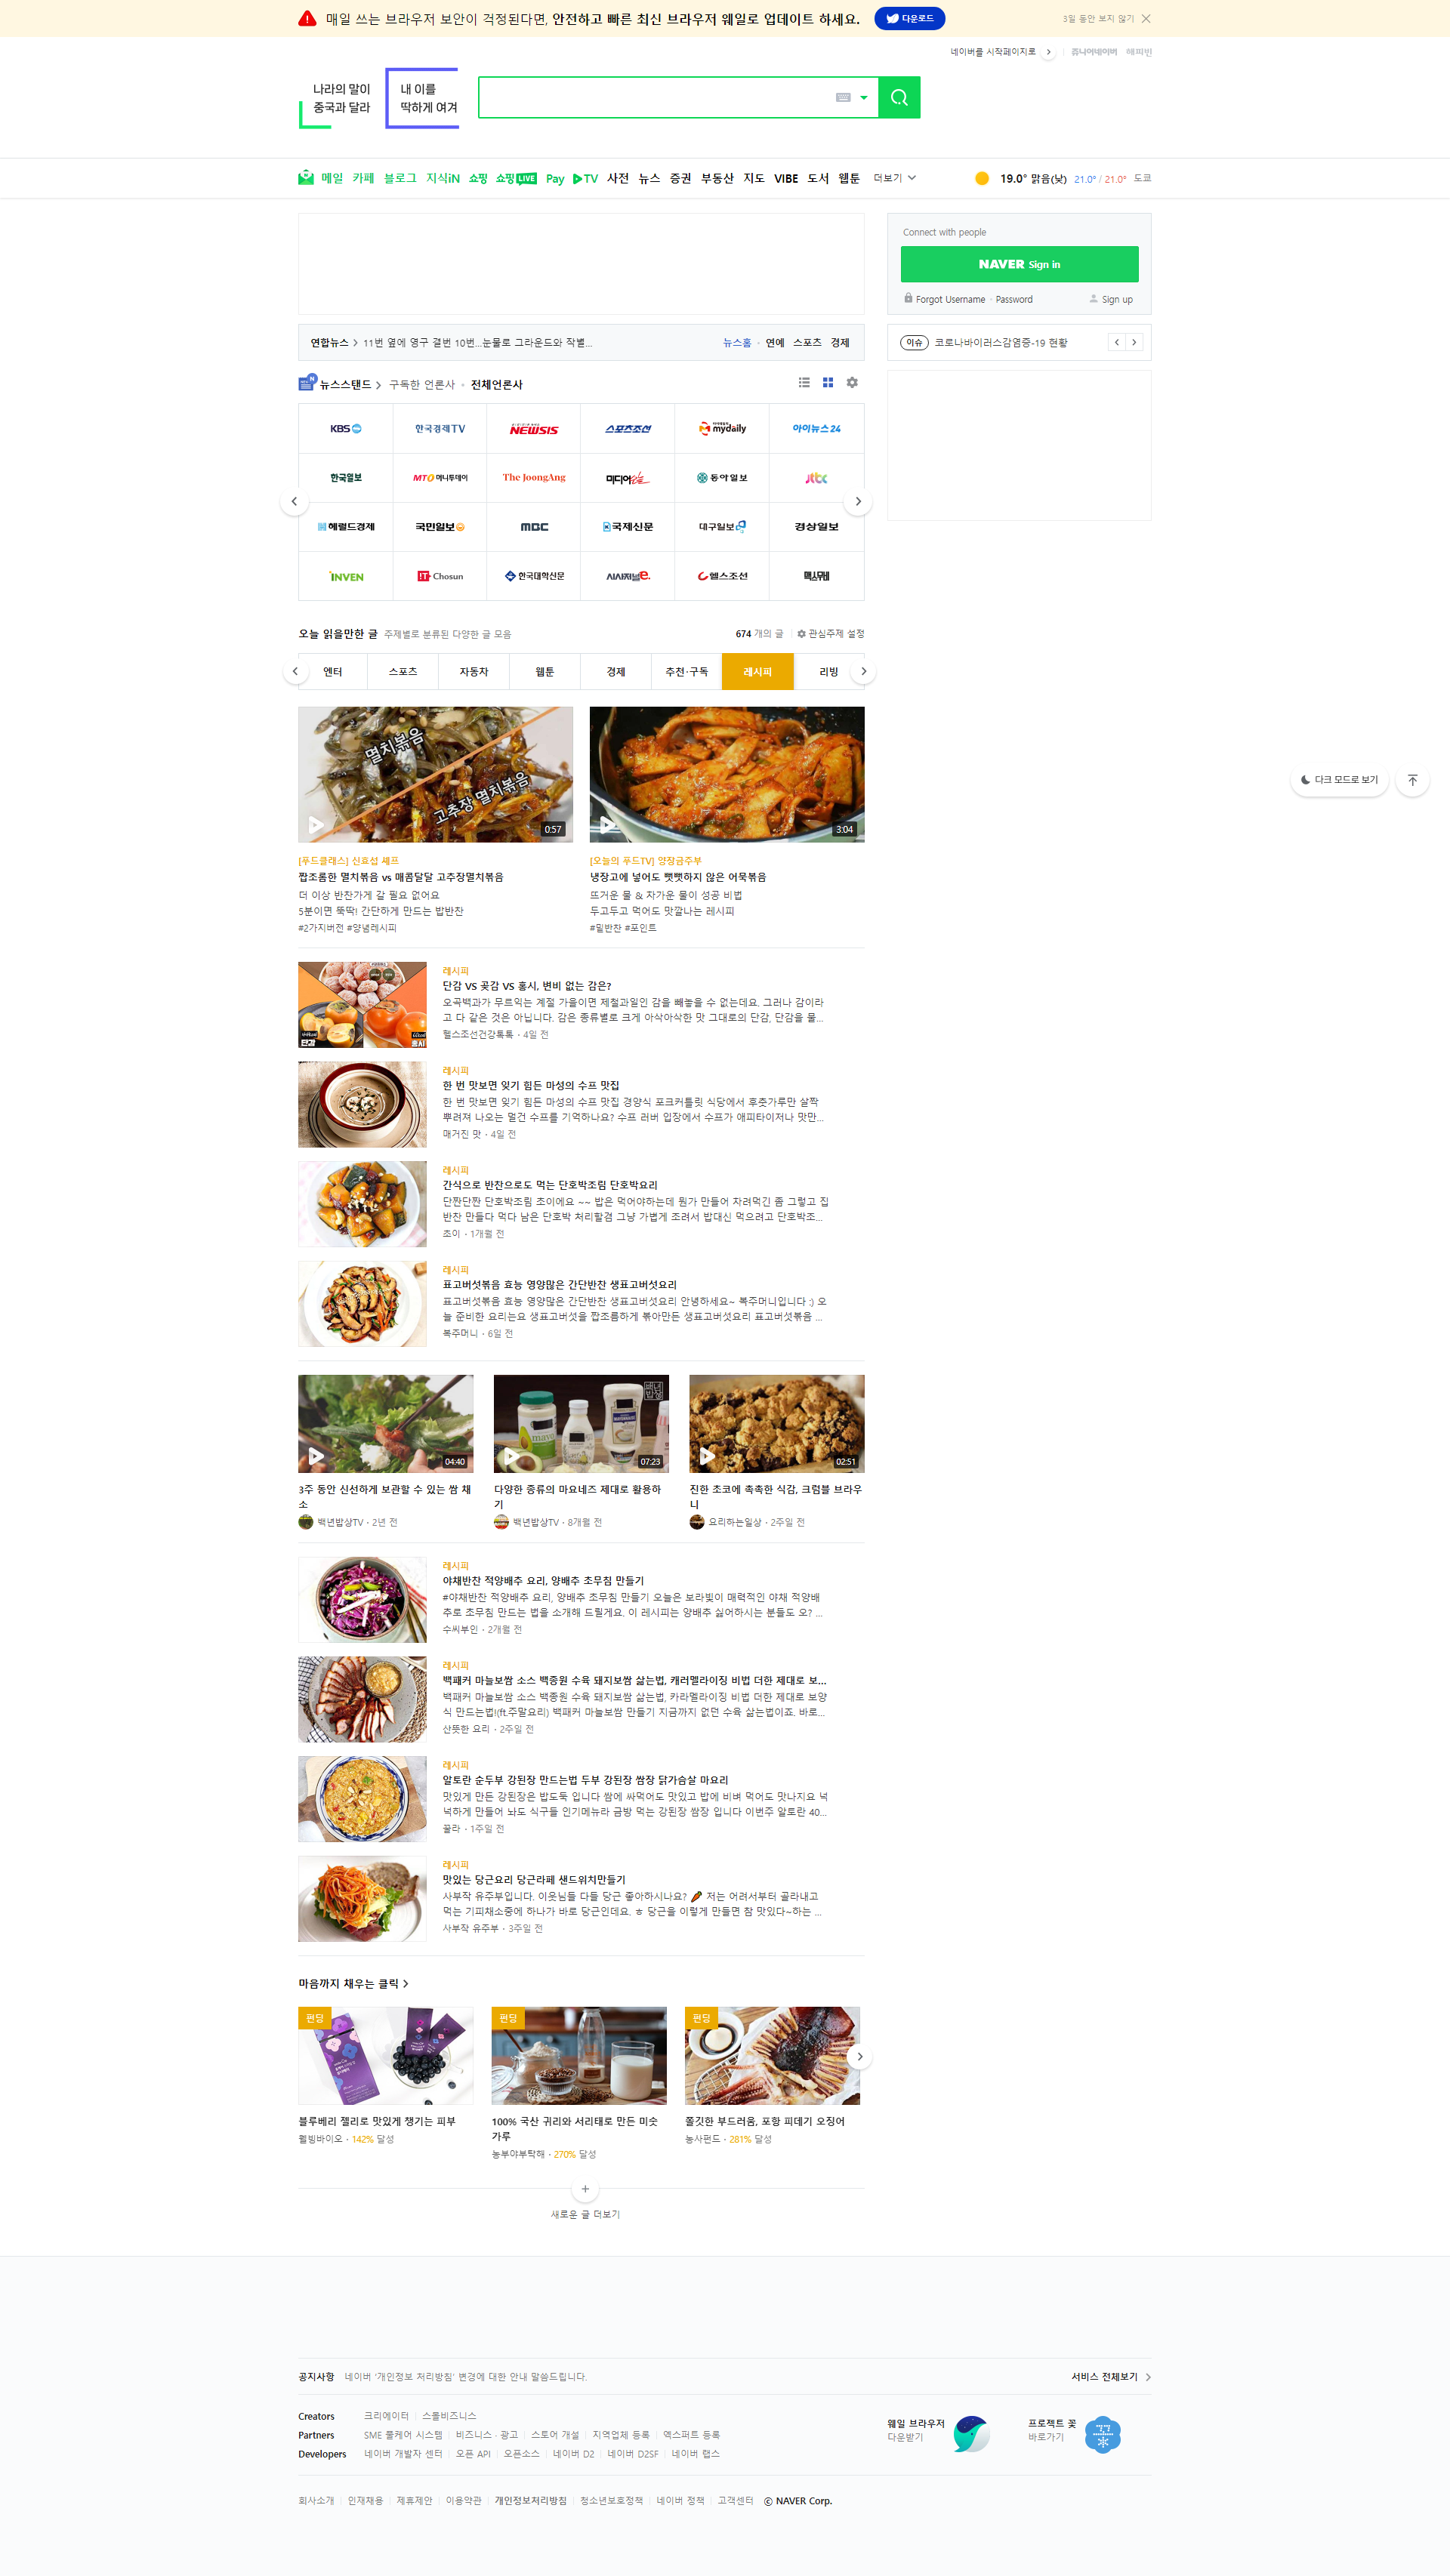 매일 쓰는 브라우저 보안이 걱정된다면, 안전하고 빠른 최신 브라우저 웨일로 업데이트 하세요. 다운로드 3일 동안 보지 않기
네이버를 시작페이지로 쥬니어네이버 해피빈
나라의 말이
중국과 달라
내 이를
딱하게 여겨
메일 카페 블로그 지식iN 쇼핑 쇼핑LIVE Pay TV 사전 뉴스 증권 부동산 지도 VIBE 도서 웹툰 더보기
19.0° 맑음(낮) 21.0° / 21.0° 도쿄
Connect with people
NAVER Sign in
Forgot Username · Password Sign up
연합뉴스 11번 옆에 영구 결번 10번...눈물로 그라운드와 작별... 뉴스홈 연예 스포츠 경제
이슈 코로나바이러스감염증-19 현황
뉴스스탠드 구독한 언론사 전체언론사
KBS 한국경제TV NEWSIS 스포츠조선 mydaily 아이뉴스24
한국일보 MTN 머니투데이 The JoongAng 미디어오늘 동아일보 jtbc
헤럴드경제 국민일보 MBC 국제신문 대구일보 경상일보
INVEN IT Chosun 한국대학신문 시사저널e. 헬스조선
오늘 읽을만한 글 주제별로 분류된 다양한 글 모음 674 개의 글 관심주제 설정
엔터 스포츠 자동차 웹툰 경제 추천·구독 레시피 리빙
멸치볶음
고추장 멸치볶음
0:57
3:04
[푸드클래스] 신효섭 셰프
짭조롬한 멸치볶음 vs 매콤달달 고추장멸치볶음
더 이상 반찬가게 갈 필요 없어요
5분이면 뚝딱! 간단하게 만드는 밥반찬
#2가지버전 #양념레시피
[오늘의 푸드TV] 양장금주부
냉장고에 넣어도 뻣뻣하지 않은 어묵볶음
뜨거운 물 & 차가운 물이 성공 비법
두고두고 먹어도 맛깔나는 레시피
#밑반찬 #포인트
다크 모드로 보기
단감
홍시
레시피
단감 VS 곶감 VS 홍시, 변비 없는 감은?
오곡백과가 무르익는 계절 가을이면 제철과일인 감을 빼놓을 수 없는데요. 그러나 감이라
고 다 같은 것은 아닙니다. 감은 종류별로 크게 아삭아삭한 맛 그대로의 단감, 단감을 물...
헬스조선건강톡톡 · 4일 전
레시피
한 번 맛보면 잊기 힘든 마성의 수프 맛집
한 번 맛보면 잊기 힘든 마성의 수프 맛집 경양식 포크커틀릿 식당에서 후춧가루만 살짝
뿌려져 나오는 멀건 수프를 기억하나요? 수프 러버 입장에서 수프가 애피타이저나 맛만...
매거진 맛 · 4일 전
레시피
간식으로 반찬으로도 먹는 단호박조림 단호박요리
단짠단짠 단호박조림 초이에요 ~~ 밥은 먹어야하는데 뭔가 만들어 차려먹긴 좀 그렇고 집
반찬 만들다 먹다 남은 단호박 처리할겸 그냥 가볍게 조려서 밥대신 먹으려고 단호박조...
초이 · 1개월 전
레시피
표고버섯볶음 효능 영양많은 간단반찬 생표고버섯요리
표고버섯볶음 효능 영양많은 간단반찬 생표고버섯요리 안녕하세요~ 복주머니입니다 :) 오
늘 준비한 요리는요 생표고버섯을 짭조롬하게 볶아만든 생표고버섯요리 표고버섯볶음 ...
복주머니 · 6일 전
04:40
mayo 백년밥상 07:23
02:51
3주 동안 신선하게 보관할 수 있는 쌈 채
소
백년밥상TV · 2년 전
다양한 종류의 마요네즈 제대로 활용하
기
백년밥상TV · 8개월 전
진한 초코에 촉촉한 식감, 크럼블 브라우
니
요리하는일상 · 2주일 전
레시피
야채반찬 적양배추 요리, 양배추 초무침 만들기
#야채반찬 적양배추 요리, 양배추 초무침 만들기 오늘은 보라빛이 매력적인 야채 적양배
추로 초무침 만드는 법을 소개해 드릴게요. 이 레시피는 양배추 싫어하시는 분들도 오? ...
수씨부인 · 2개월 전
레시피
백패커 마늘보쌈 소스 백종원 수육 돼지보쌈 삶는법, 캐러멜라이징 비법 더한 제대로 보...
백패커 마늘보쌈 소스 백종원 수육 돼지보쌈 삶는법, 카라멜라이징 비법 더한 제대로 보양
식 만드는법!(ft.주말요리) 백패커 마늘보쌈 만들기 지금까지 없던 수육 삶는법이죠. 바로...
산뜻한 요리 · 2주일 전
레시피
알토란 순두부 강된장 만드는법 두부 강된장 쌈장 닭가슴살 마요리
맛있게 만든 강된장은 밥도둑 입니다 쌈에 싸먹어도 맛있고 밥에 비벼 먹어도 맛나지요 넉
넉하게 만들어 놔도 식구들 인기메뉴라 금방 먹는 강된장 쌈장 입니다 이번주 알토란 40...
꿀라 · 1주일 전
레시피
맛있는 당근요리 당근라페 샌드위치만들기
사부작 유주부입니다. 이웃님들 다들 당근 좋아하시나요? 🥕 저는 어려서부터 골라내고
먹는 기피채소중에 하나가 바로 당근인데요. ㅎ 당근을 이렇게 만들면 참 맛있다~하는 ...
사부작 유주부 · 3주일 전
마음까지 채우는 클릭
펀딩
펀딩
펀딩
블루베리 젤리로 맛있게 챙기는 피부
웰빙바이오 · 142% 달성
100% 국산 귀리와 서리태로 만든 미숫
가루
농부야부탁해 · 270% 달성
쫄깃한 부드러움, 포항 피데기 오징어
농사펀드 · 281% 달성
새로운 글 더보기
공지사항 네이버 '개인정보 처리방침' 변경에 대한 안내 말씀드립니다. 서비스 전체보기
Creators 크리에이터 스몰비즈니스
Partners SME 풀케어 시스템 비즈니스 · 광고 스토어 개설 지역업체 등록 엑스퍼트 등록
Developers 네이버 개발자 센터 오픈 API 오픈소스 네이버 D2 네이버 D2SF 네이버 랩스
웨일 브라우저
다운받기
프로젝트 꽃
바로가기
회사소개 인재채용 제휴제안 이용약관 개인정보처리방침 청소년보호정책 네이버 정책 고객센터 ⓒ NAVER Corp.